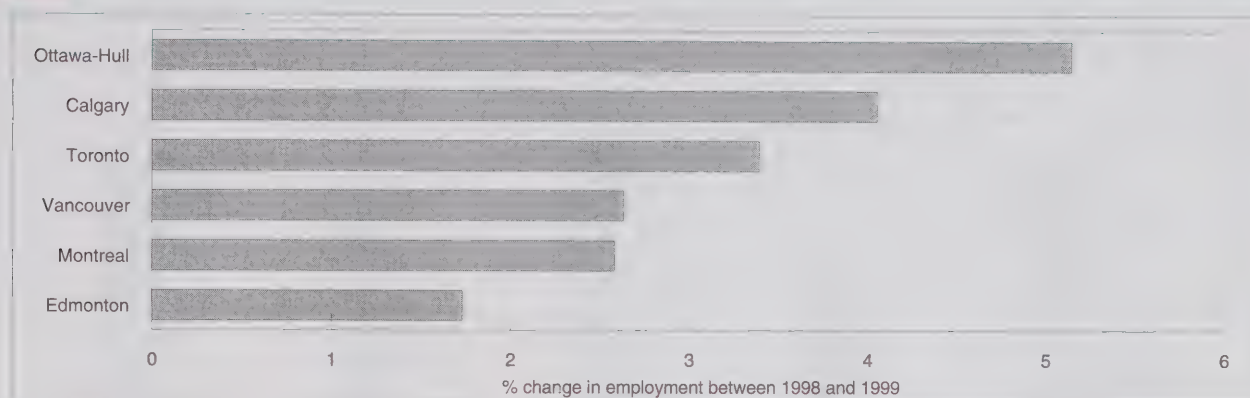 Ottawa-Hull
Calgary
Toronto
Vancouver
Montreal
Edmonton
0 1 2 3 4 5 6
% change in employment between 1998 and 1999